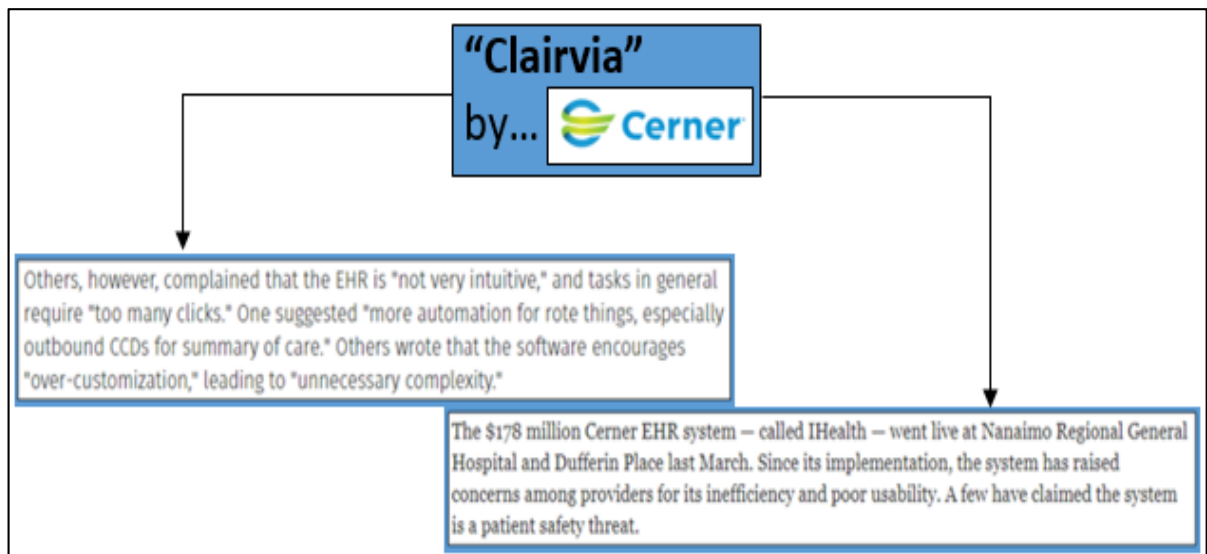 “Clairvia”
by... Cerner
Others, however, complained that the EHR is "not very intuitive," and tasks in general
require "too many clicks." One suggested "more automation for rote things, especially
outbound CCDs for summary of care." Others wrote that the software encourages
"over-customization," leading to "unnecessary complexity."
The $178 million Cerner EHR system — called IHealth — went live at Nanaimo Regional General
Hospital and Dufferin Place last March. Since its implementation, the system has raised
concerns among providers for its inefficiency and poor usability. A few have claimed the system
is a patient safety threat.